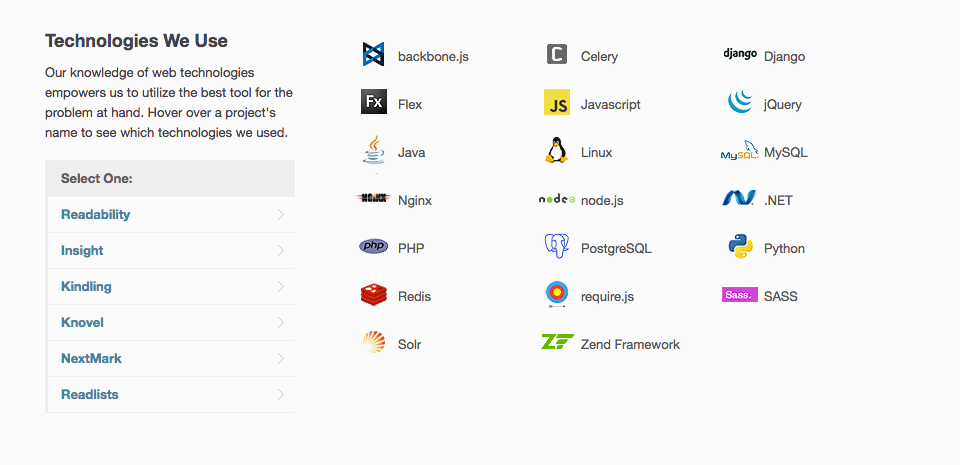 Technologies We Use
Our knowledge of web technologies
empowers us to utilize the best tool for the
problem at hand. Hover over a project's
name to see which technologies we used.
Select One:
Readability
Insight
Kindling
Knovel
NextMark
Readlists
backbone.js
C Celery
django Django
Fx Flex
JS Javascript
jQuery
Java Java
Linux
MySQL MySQL
NGINX Nginx
node node.js
.NET
php PHP
PostgreSQL
Python
Redis
require.js
Sass. SASS
Solr
ZF Zend Framework